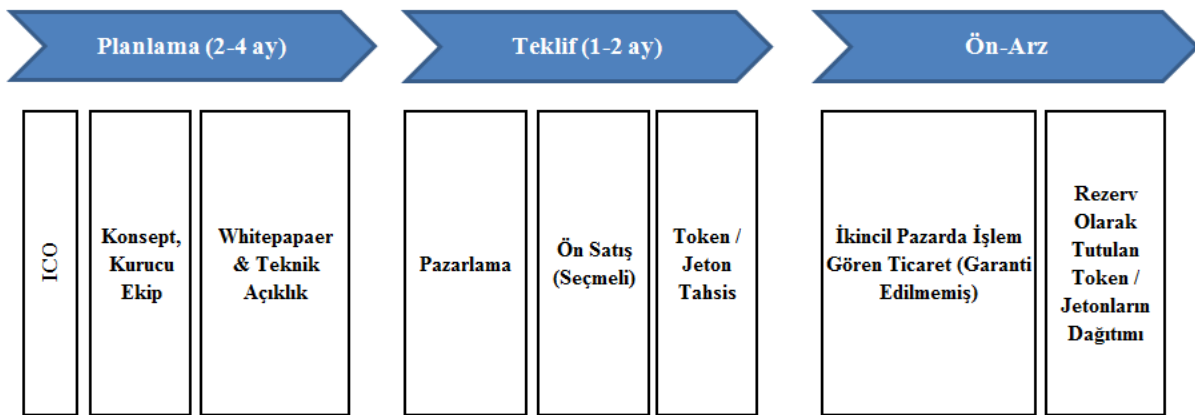 Planlama (2-4 ay)
Teklif (1-2 ay)
Ön-Arz
ICO
Konsept,
Kurucu
Ekip
Whitepapaer
& Teknik
Açıklık
Pazarlama
Ön Satış
(Seçmeli)
Token /
Jeton
Tahsis
İkincil Pazarda İşlem
Gören Ticaret (Garanti
Edilmemiş)
Rezerv
Olarak
Tutulan
Token /
Jetonların
Dağıtımı